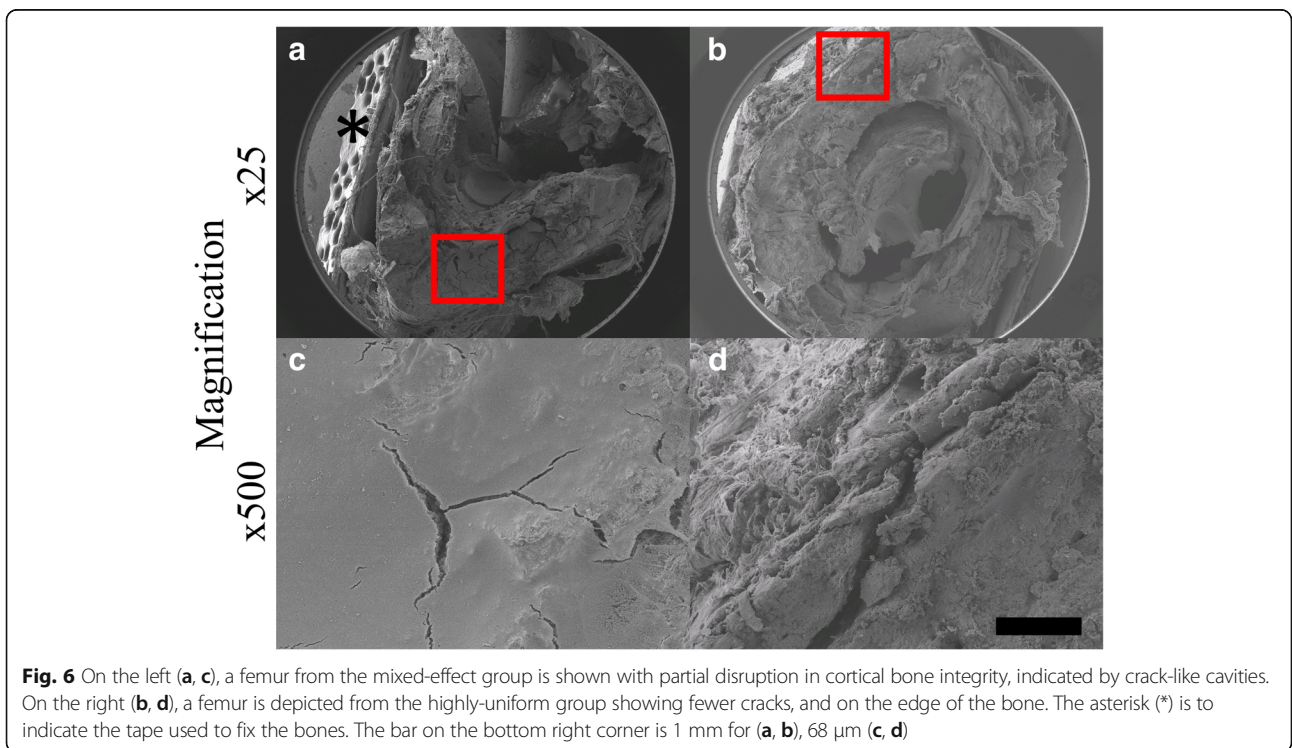 a
b
*
x25
Magnification
c
d
x500
Fig. 6 On the left (a, c), a femur from the mixed-effect group is shown with partial disruption in cortical bone integrity, indicated by crack-like cavities.
On the right (b, d), a femur is depicted from the highly-uniform group showing fewer cracks, and on the edge of the bone. The asterisk (*) is to
indicate the tape used to fix the bones. The bar on the bottom right corner is 1 mm for (a, b), 68 μm (c, d)